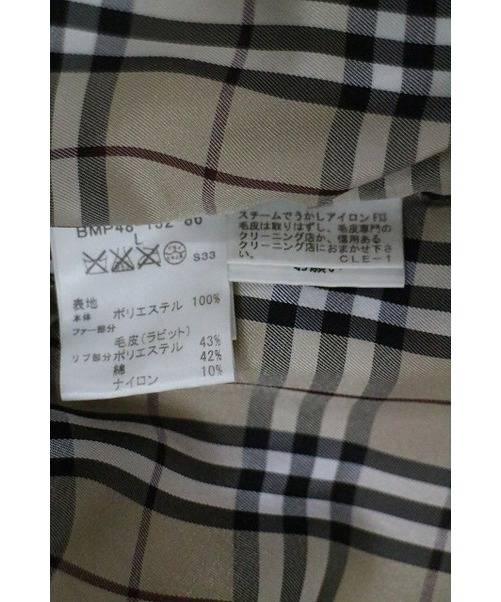 BMP48-132-86
L
S33
表地
本体 ポリエステル 100%
ファー部分
毛皮(ラビット)
リブ部分 ポリエステル 43%
綿 42%
ナイロン 10%
スチームでうかしアイロン
毛皮は取りはずし、毛皮専門の
クリーニング店か、信用ある
クリーニング店におまかせ下さ
い。 CLE-1
お願い